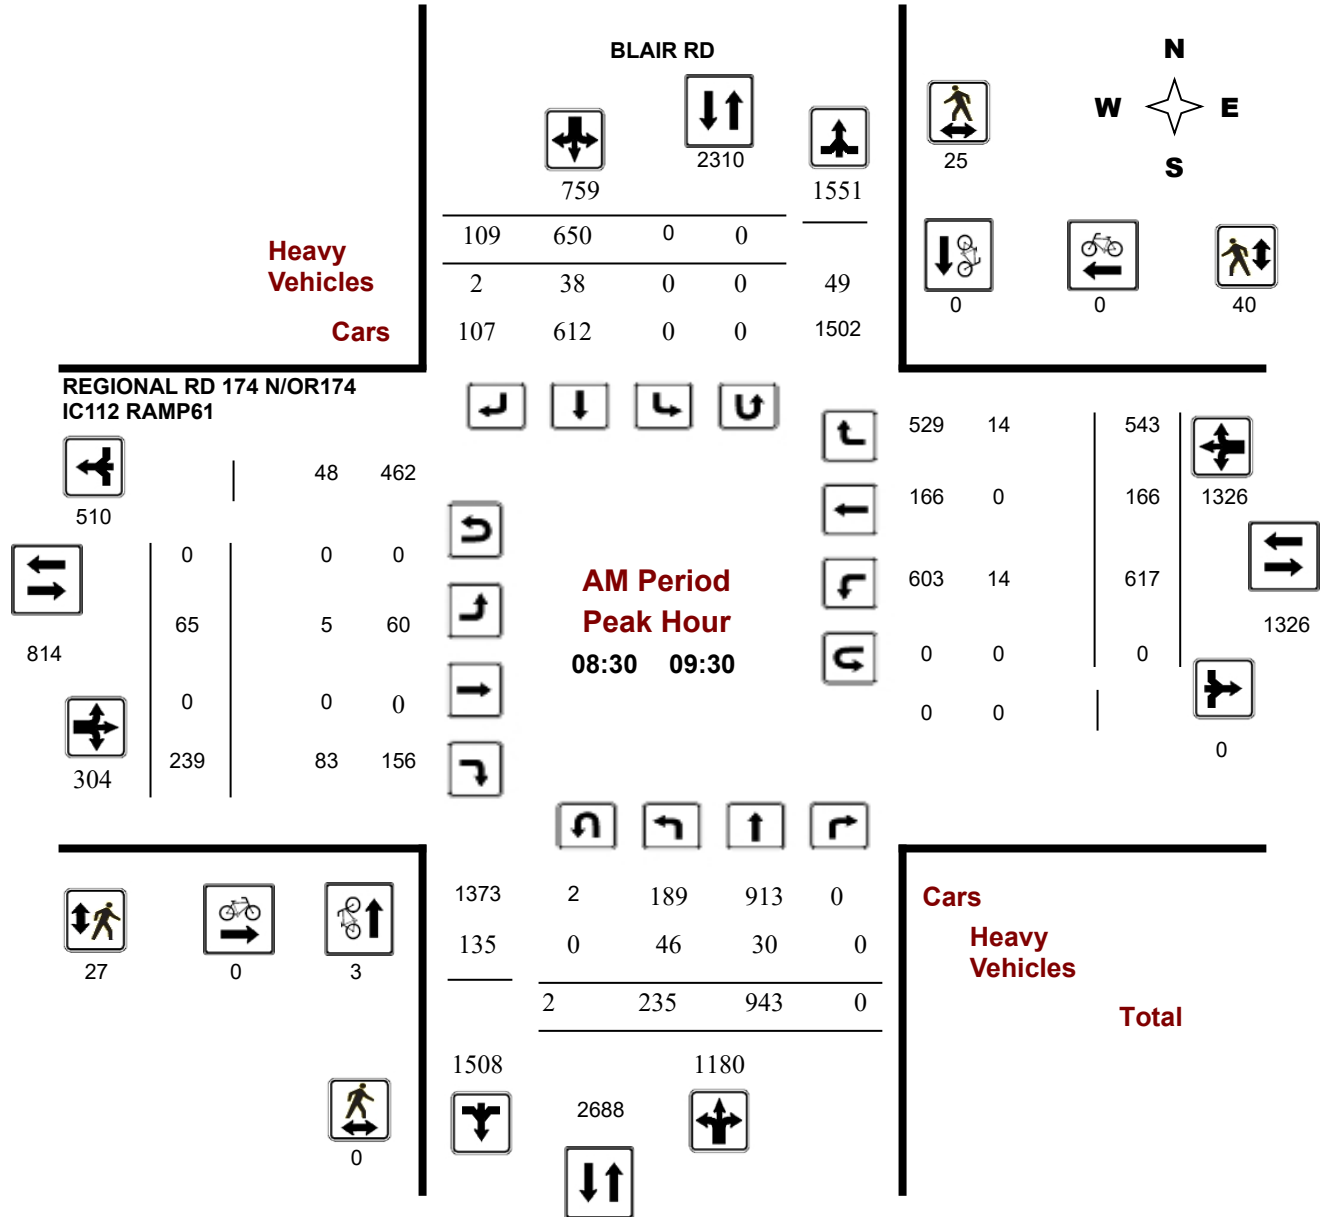 BLAIR RD
N
W E
S
2310
25
759
1551
109 650 0 0
Heavy
Vehicles
2 38 0 0 49
0 0 40
Cars
107 612 0 0 1502
REGIONAL RD 174 N/OR174
IC112 RAMP61
529 14 543
48 462
510
166 0 166 1326
0 0 0
AM Period
Peak Hour
08:30 09:30
603 14 617
65 5 60
1326
814
0 0 0
0 0 0
0 0
239 83 156
304
0
1373 2 189 913 0
Cars
135 0 46 30 0
Heavy
Vehicles
27 0 3
2 235 943 0
Total
1508 1180
2688
0